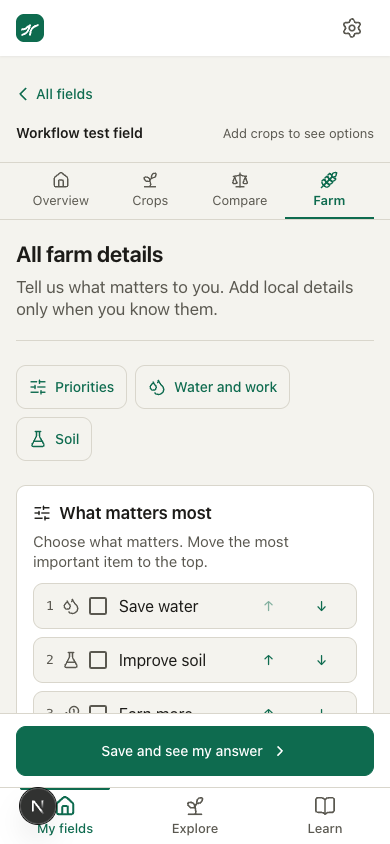 All fields
Workflow test field
Add crops to see options
Overview
Crops
Compare
Farm
All farm details
Tell us what matters to you. Add local details
only when you know them.
Priorities
Water and work
Soil
What matters most
Choose what matters. Move the most
important item to the top.
1 Save water
2 Improve soil
Save and see my answer
N
My fields
Explore
Learn